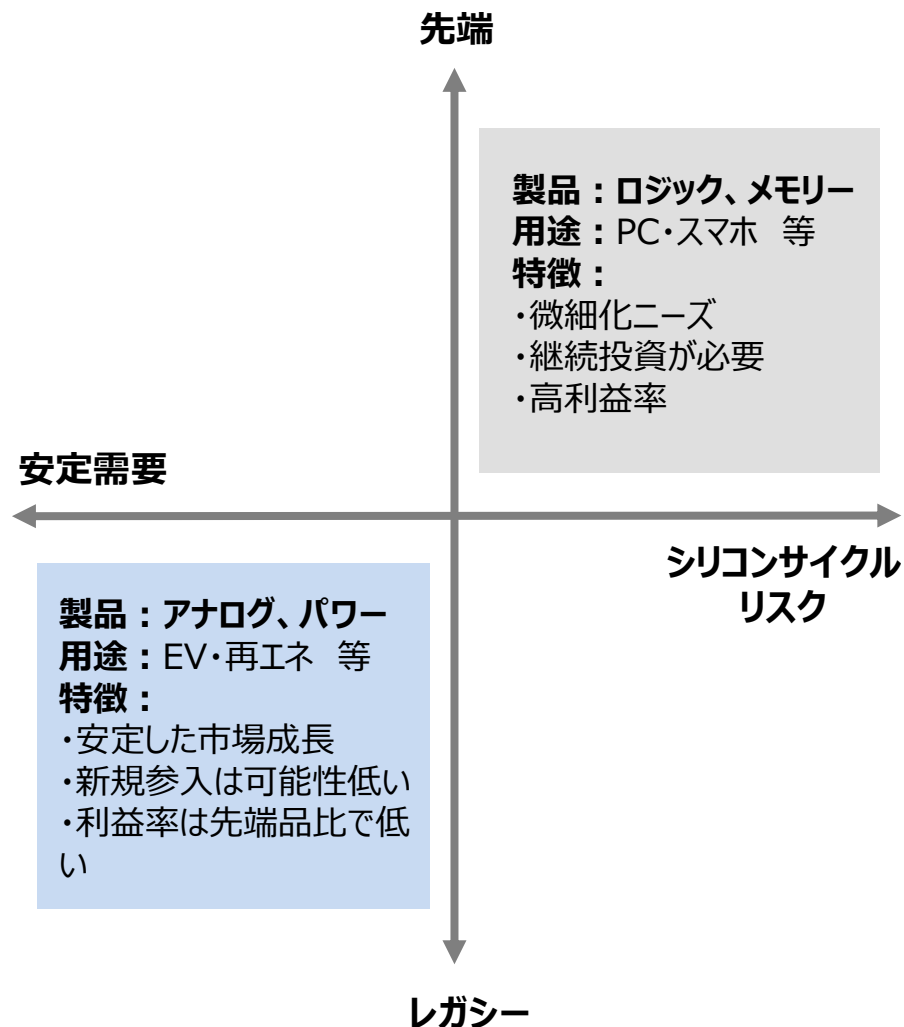 先端
製品：ロジック、メモリー
用途：PC・スマホ　等
特徴：
・微細化ニーズ
・継続投資が必要
・高利益率
安定需要
シリコンサイクル
リスク
製品：アナログ、パワー
用途：EV・再エネ　等
特徴：
・安定した市場成長
・新規参入は可能性低い
・利益率は先端品比で低
い
レガシー